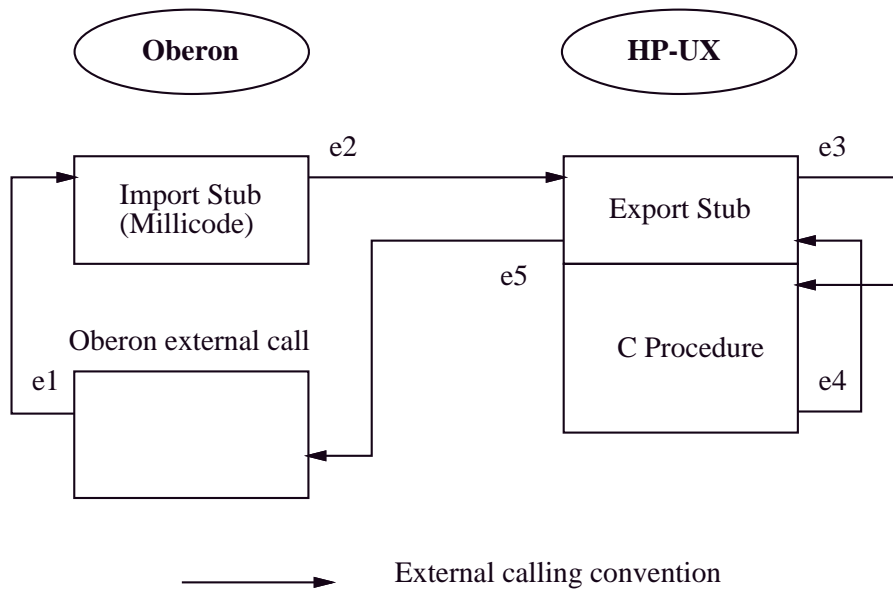 Oberon
HP-UX
e2
e3
Import Stub
(Millicode)
Export Stub
e5
Oberon external call
C Procedure
e1
e4
External calling convention